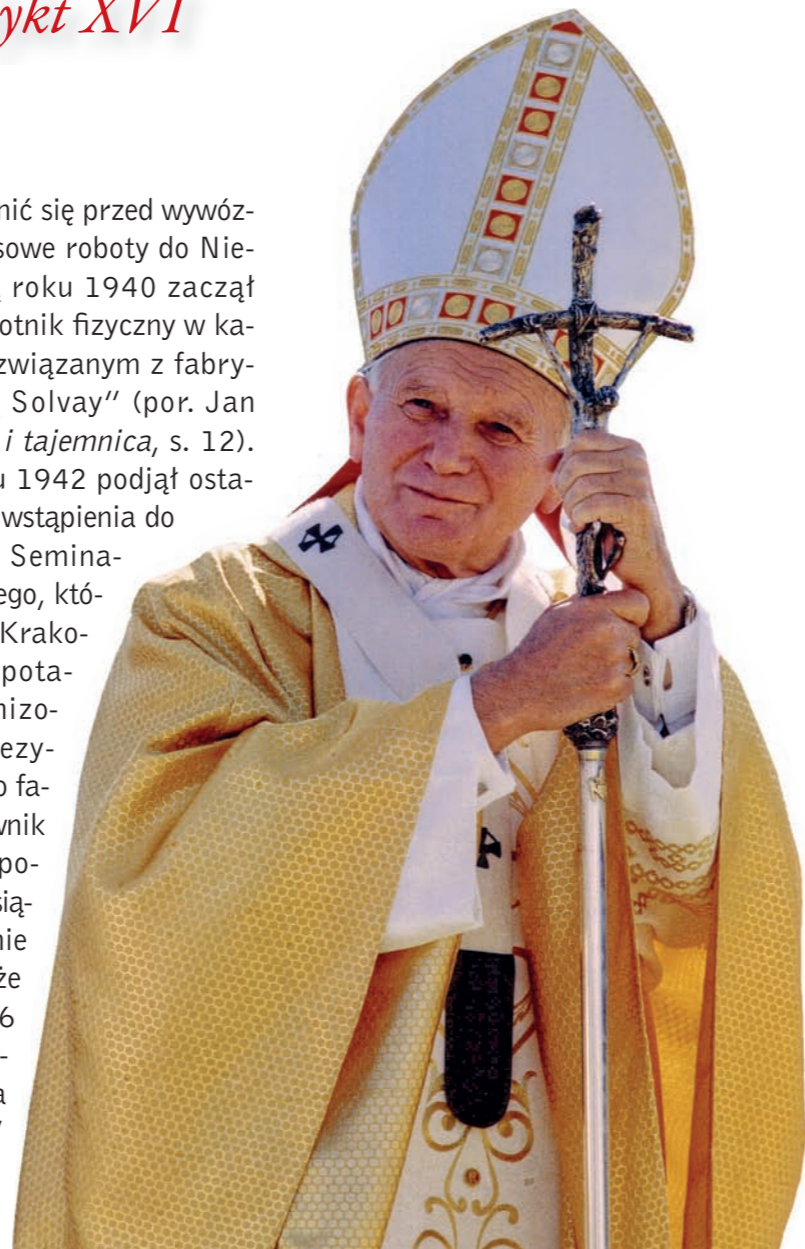 ykt XVI
nić się przed wywóz-
sowe roboty do Nie-
roku 1940 zaczął
otnik fizyczny w ka-
związanym z fabry-
Solvay” (por. Jan
i tajemnica, s. 12).
u 1942 podjął osta-
wstąpienia do
Semina-
ego, któ-
Krako-
pota-
nizo-
ezy-
o fa-
wnik
po-
sią-
nie
że
6
-
a